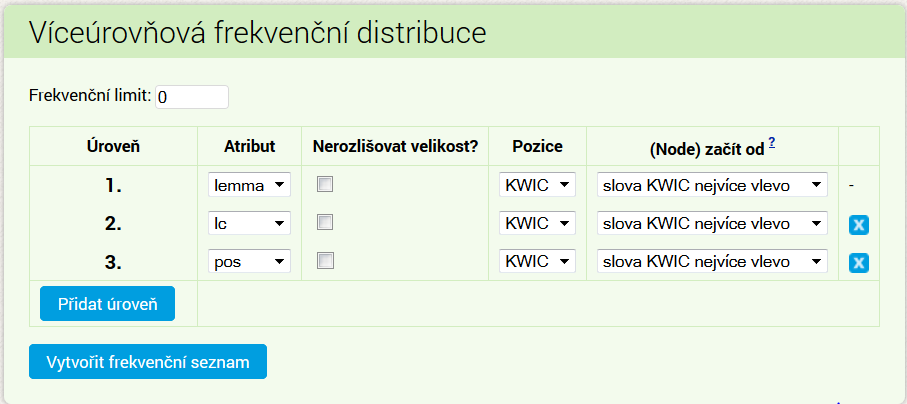 Víceúrovňová frekvenční distribuce
Frekvenční limit: 0
Úroveň Atribut Nerozlišovat velikost? Pozice (Node) začít od ?
1. lemma KWIC slova KWIC nejvíce vlevo -
2. lc KWIC slova KWIC nejvíce vlevo x
3. pos KWIC slova KWIC nejvíce vlevo x
Přidat úroveň
Vytvořit frekvenční seznam